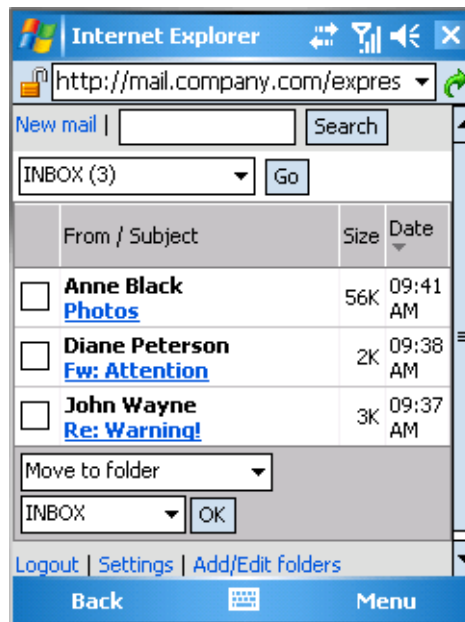 Internet Explorer
http://mail.company.com/expres
New mail | Search
INBOX (3) Go
From / Subject Size Date
Anne Black
Photos 56K 09:41 AM
Diane Peterson
Fw: Attention 2K 09:38 AM
John Wayne
Re: Warning! 3K 09:37 AM
Move to folder
INBOX OK
Logout | Settings | Add/Edit folders
Back Menu